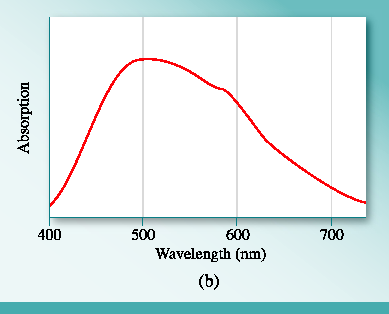 Absorption
400 500 600 700
Wavelength (nm)
(b)